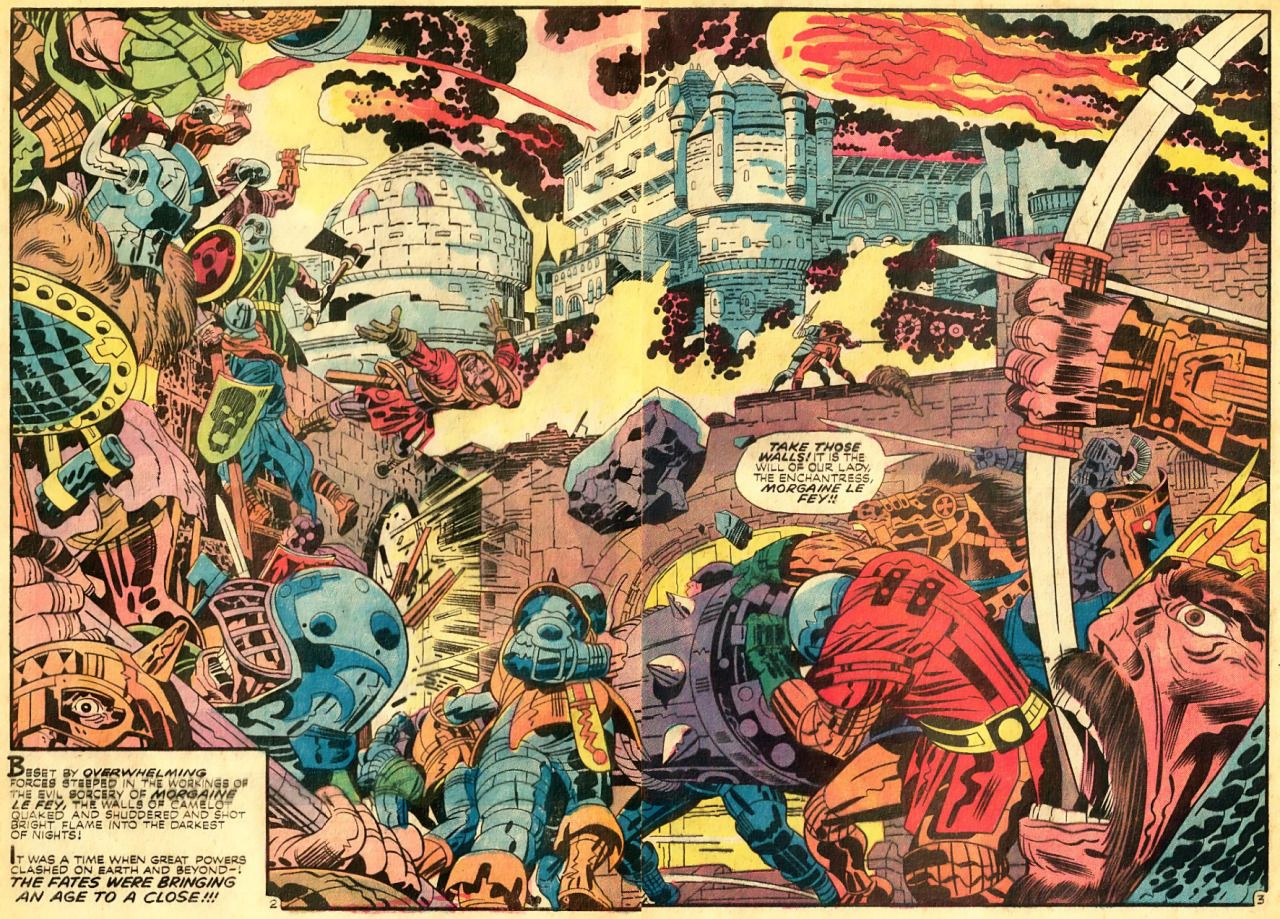 TAKE THOSE
WALLS! IT IS THE
WILL OF OUR LADY,
THE ENCHANTRESS,
MORGAINE LE
FEY!!
BESET BY OVERWHELMING
FORCES STEEPED IN THE WORKINGS OF
THE EVIL SORCERY OF MORGAINE
LE FEY, THE WALLS OF CAMELOT
QUAKED AND SHUDDERED AND SHOT
BRIGHT FLAME INTO THE DARKEST
OF NIGHTS!
IT WAS A TIME WHEN GREAT POWERS
CLASHED ON EARTH AND BEYOND--!
THE FATES WERE BRINGING
AN AGE TO A CLOSE!!!
2
3